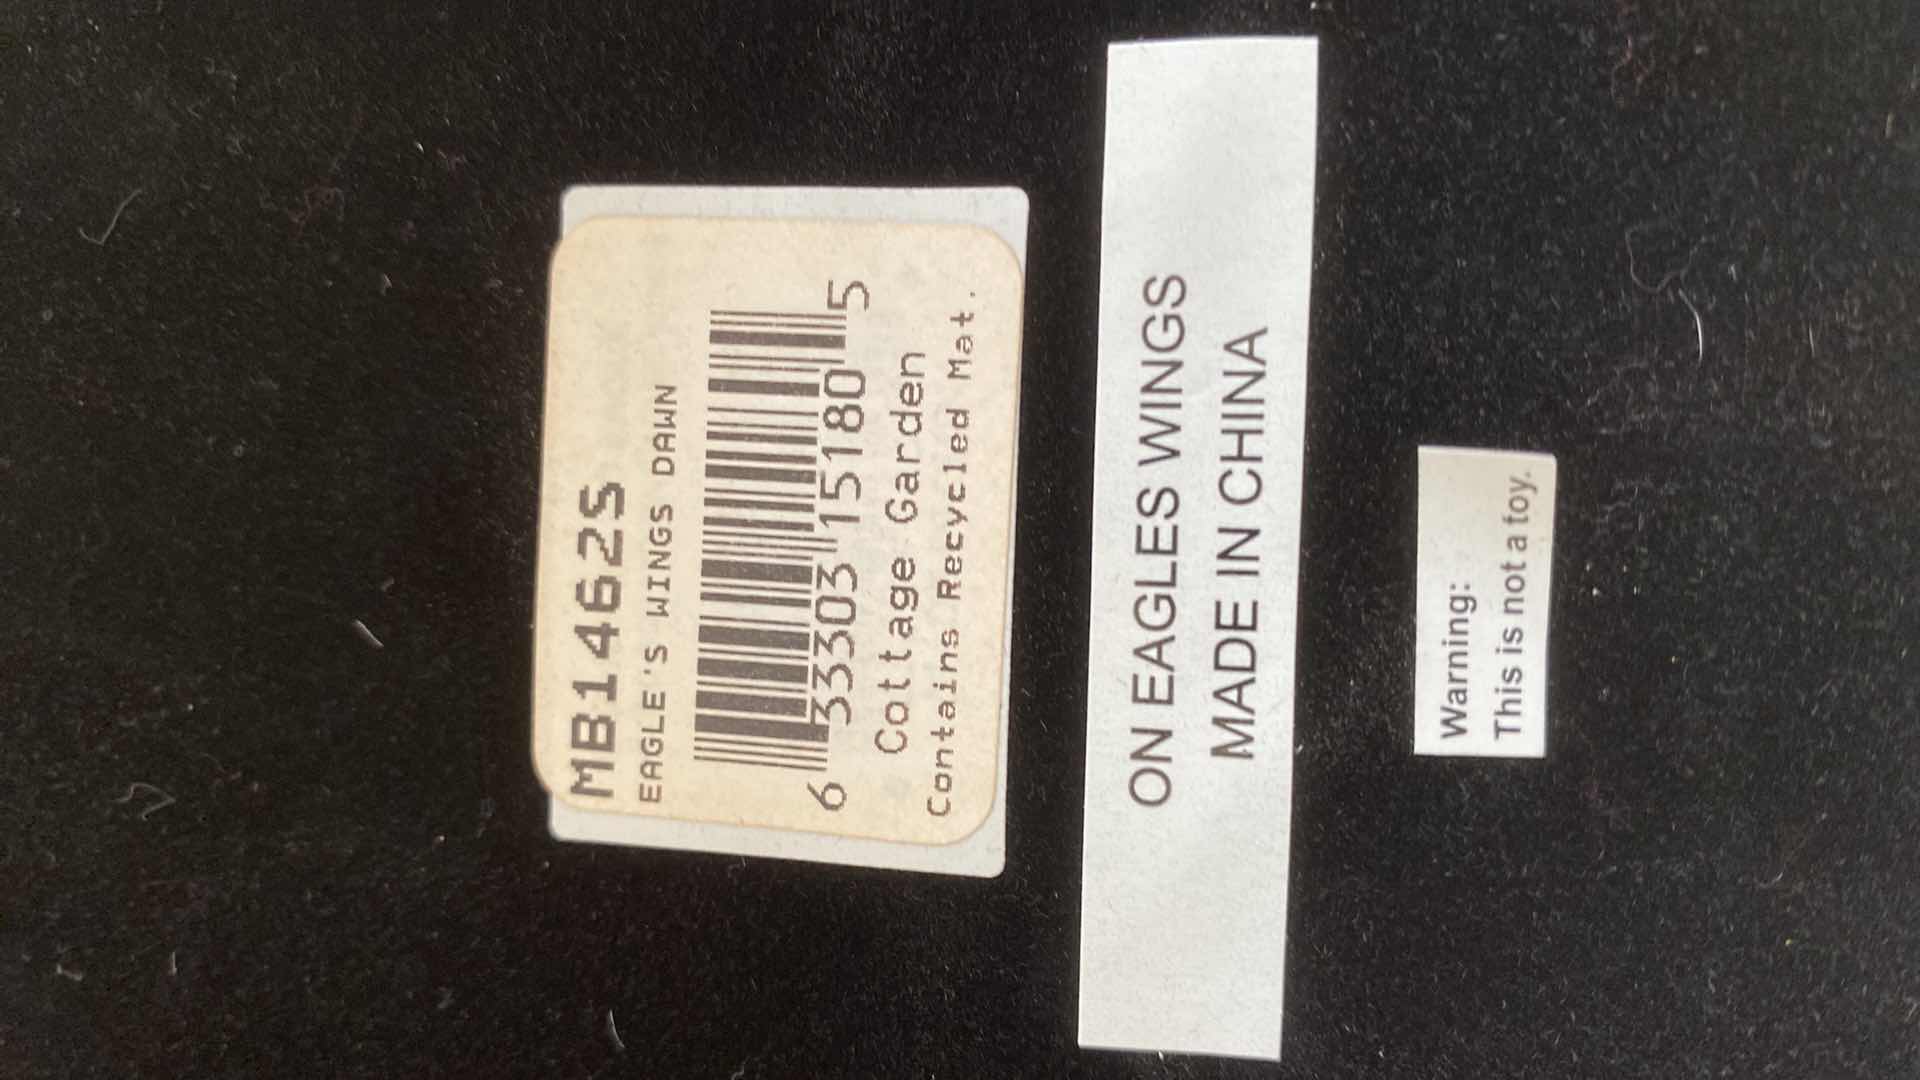 MB1462S
EAGLE'S WINGS DAWN
6 33303 15180 5
Cottage Garden
Contains Recycled Mat.
ON EAGLES WINGS
MADE IN CHINA
Warning:
This is not a toy.